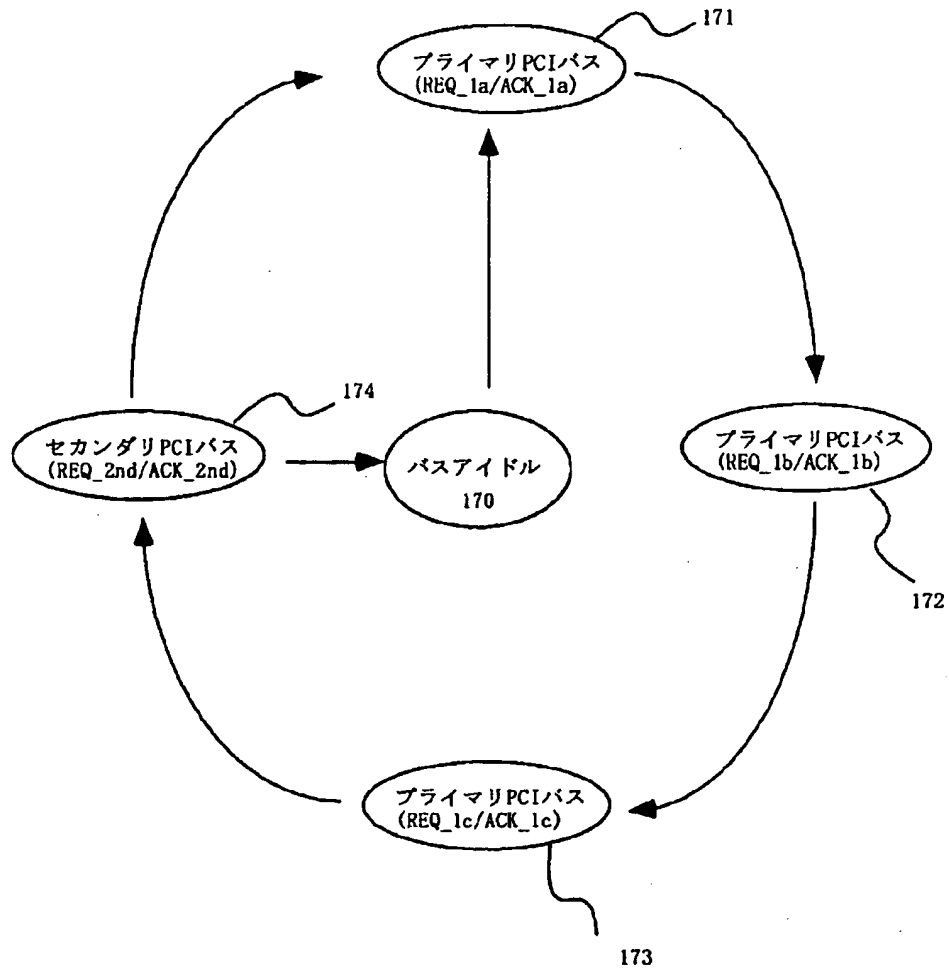 171
プライマリPCIバス
(REQ_1a/ACK_1a)
174
セカンダリPCIバス
(REQ_2nd/ACK_2nd)
バスアイドル
170
プライマリPCIバス
(REQ_1b/ACK_1b)
172
プライマリPCIバス
(REQ_1c/ACK_1c)
173